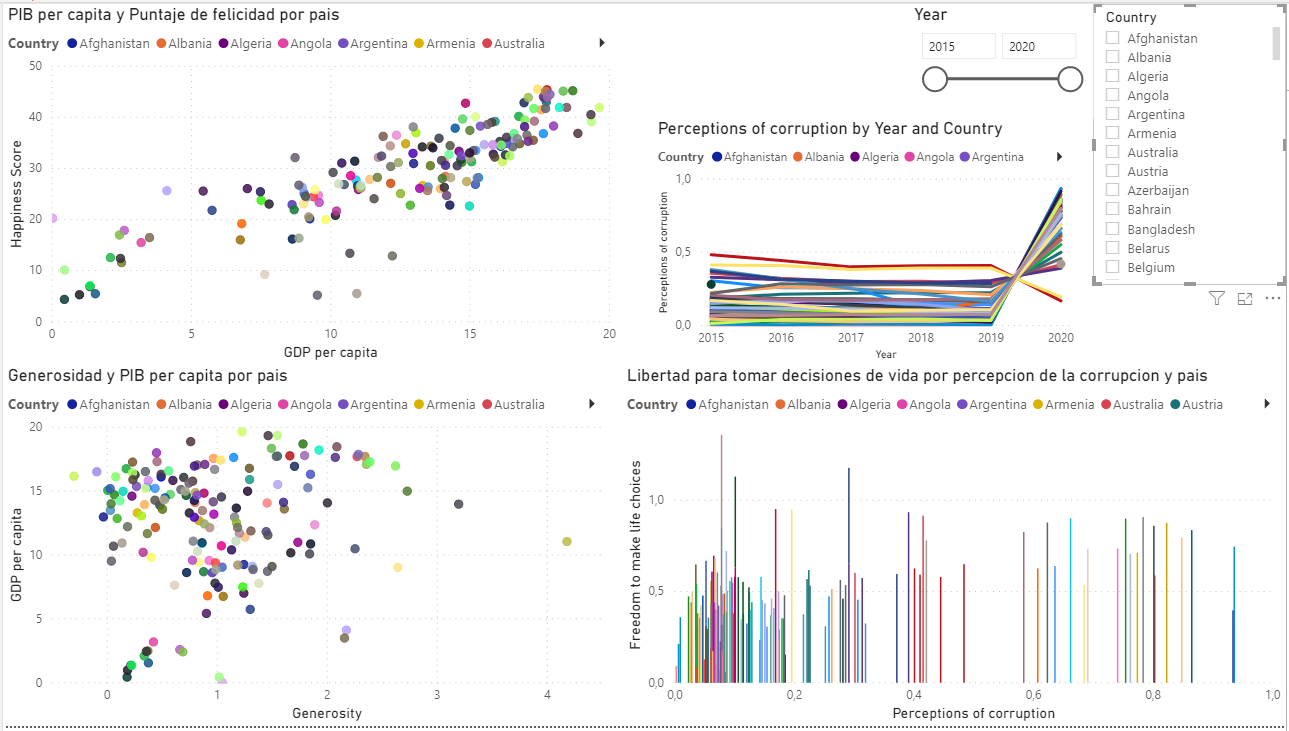 PIB per capita y Puntaje de felicidad por pais
Country Afghanistan Albania Algeria Angola Argentina Armenia Australia
50
40
30
20
10
0
Happiness Score
0 5 10 15 20
GDP per capita
Year
2015 2020
Country
Afghanistan
Albania
Algeria
Angola
Argentina
Armenia
Australia
Austria
Azerbaijan
Bahrain
Bangladesh
Belarus
Belgium
Perceptions of corruption by Year and Country
Country Afghanistan Albania Algeria Angola Argentina
1,0
0,5
0,0
Perceptions of corruption
2015 2016 2017 2018 2019 2020
Year
Generosidad y PIB per capita por pais
Country Afghanistan Albania Algeria Angola Argentina Armenia Australia
20
15
10
5
0
GDP per capita
0 1 2 3 4
Generosity
Libertad para tomar decisiones de vida por percepcion de la corrupcion y pais
Country Afghanistan Albania Algeria Angola Argentina Armenia Australia Austria
1,0
0,5
0,0
Freedom to make life choices
0,0 0,2 0,4 0,6 0,8 1,0
Perceptions of corruption